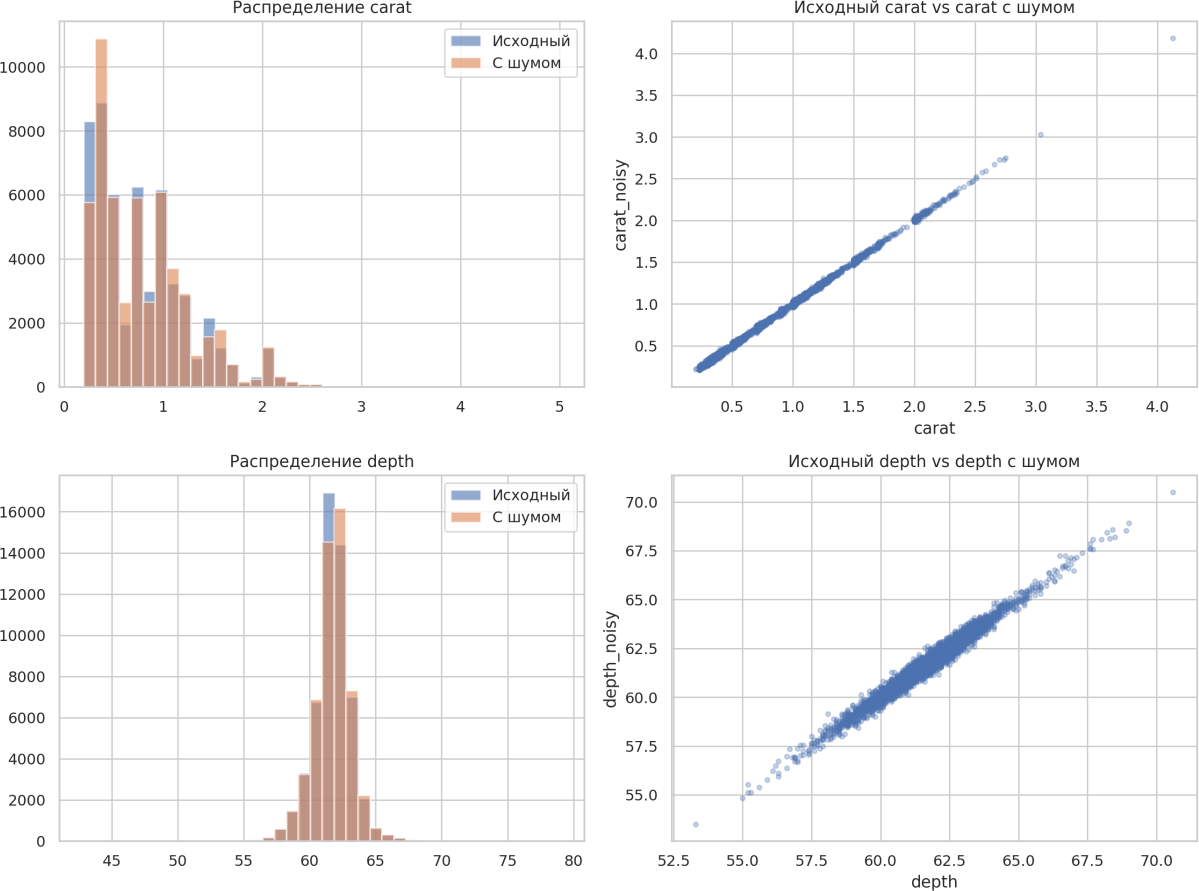 Распределение carat
Исходный
С шумом
10000
8000
6000
4000
2000
0
0 1 2 3 4 5
Исходный carat vs carat с шумом
carat_noisy
4.0
3.5
3.0
2.5
2.0
1.5
1.0
0.5
0.5 1.0 1.5 2.0 2.5 3.0 3.5 4.0
carat
Распределение depth
Исходный
С шумом
16000
14000
12000
10000
8000
6000
4000
2000
0
45 50 55 60 65 70 75 80
Исходный depth vs depth с шумом
depth_noisy
70.0
67.5
65.0
62.5
60.0
57.5
55.0
52.5 55.0 57.5 60.0 62.5 65.0 67.5 70.0
depth